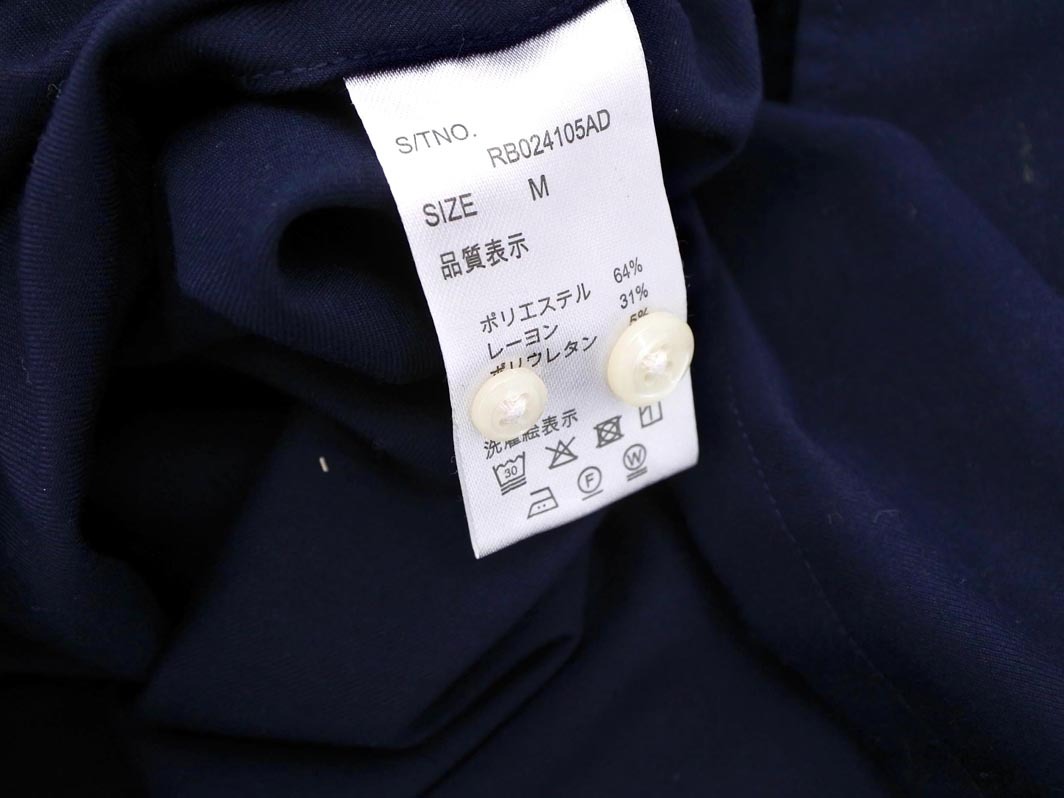 S/TNO.
RB024105AD
SIZE M
品質表示
ポリエステル 64%
レーヨン 31%
ポリウレタン 5%
洗濯絵表示
30
F
W